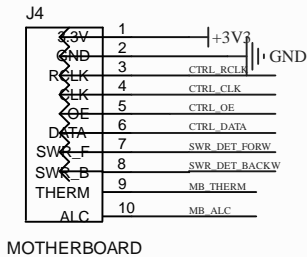 J4
3.3V 1 +3V3
GND 2 GND
RCLK 3 CTRL_RCLK
CLK 4 CTRL_CLK
OE 5 CTRL_OE
DATA 6 CTRL_DATA
SWR_F 7 SWR_DET_FORW
SWR_B 8 SWR_DET_BACKW
THERM 9 MB_THERM
ALC 10 MB_ALC
MOTHERBOARD